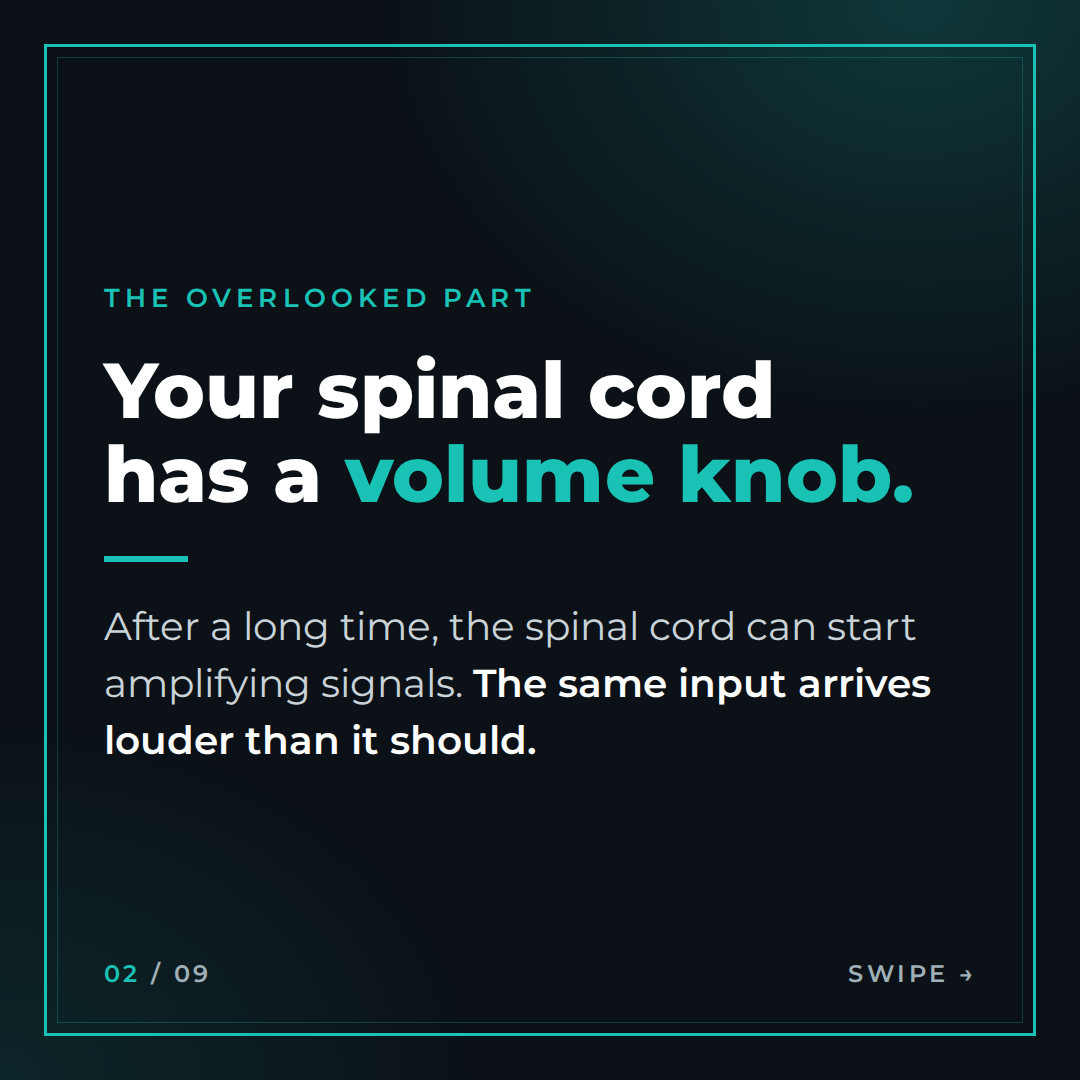 THE OVERLOOKED PART
Your spinal cord
has a volume knob.
After a long time, the spinal cord can start
amplifying signals. The same input arrives
louder than it should.
02 / 09
SWIPE →